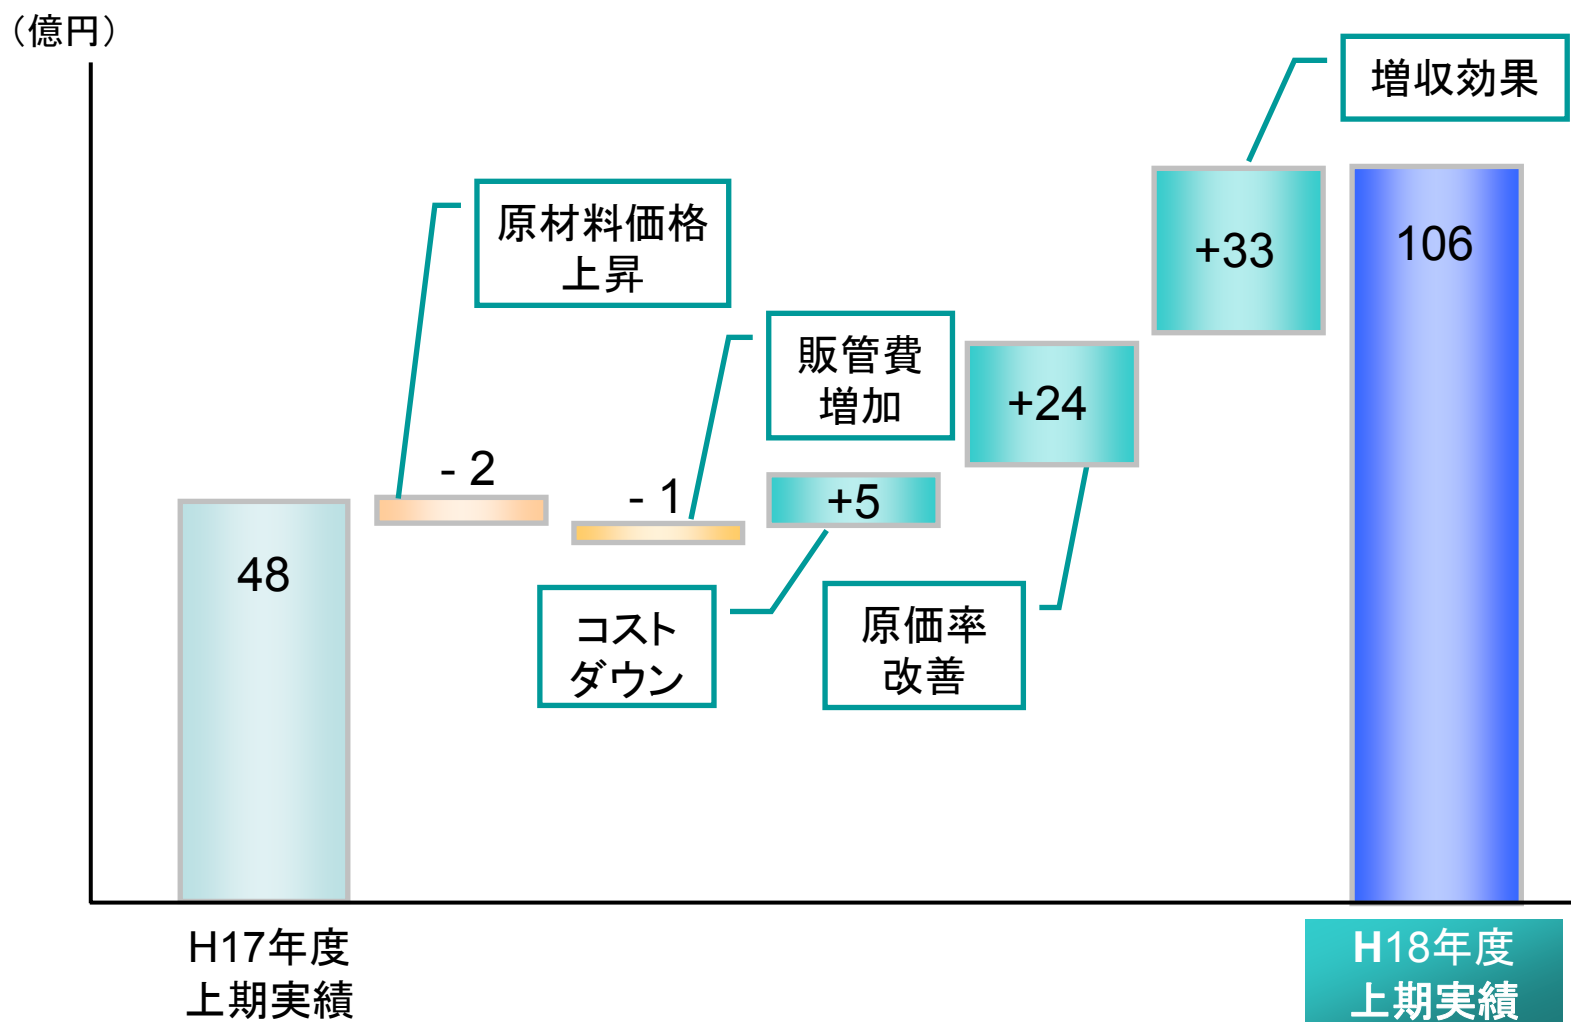 （億円）
増収効果
原材料価格
上昇
+33
106
販管費
増加
+24
- 2
- 1
+5
48
コスト
ダウン
原価率
改善
H17年度
上期実績
H18年度
上期実績